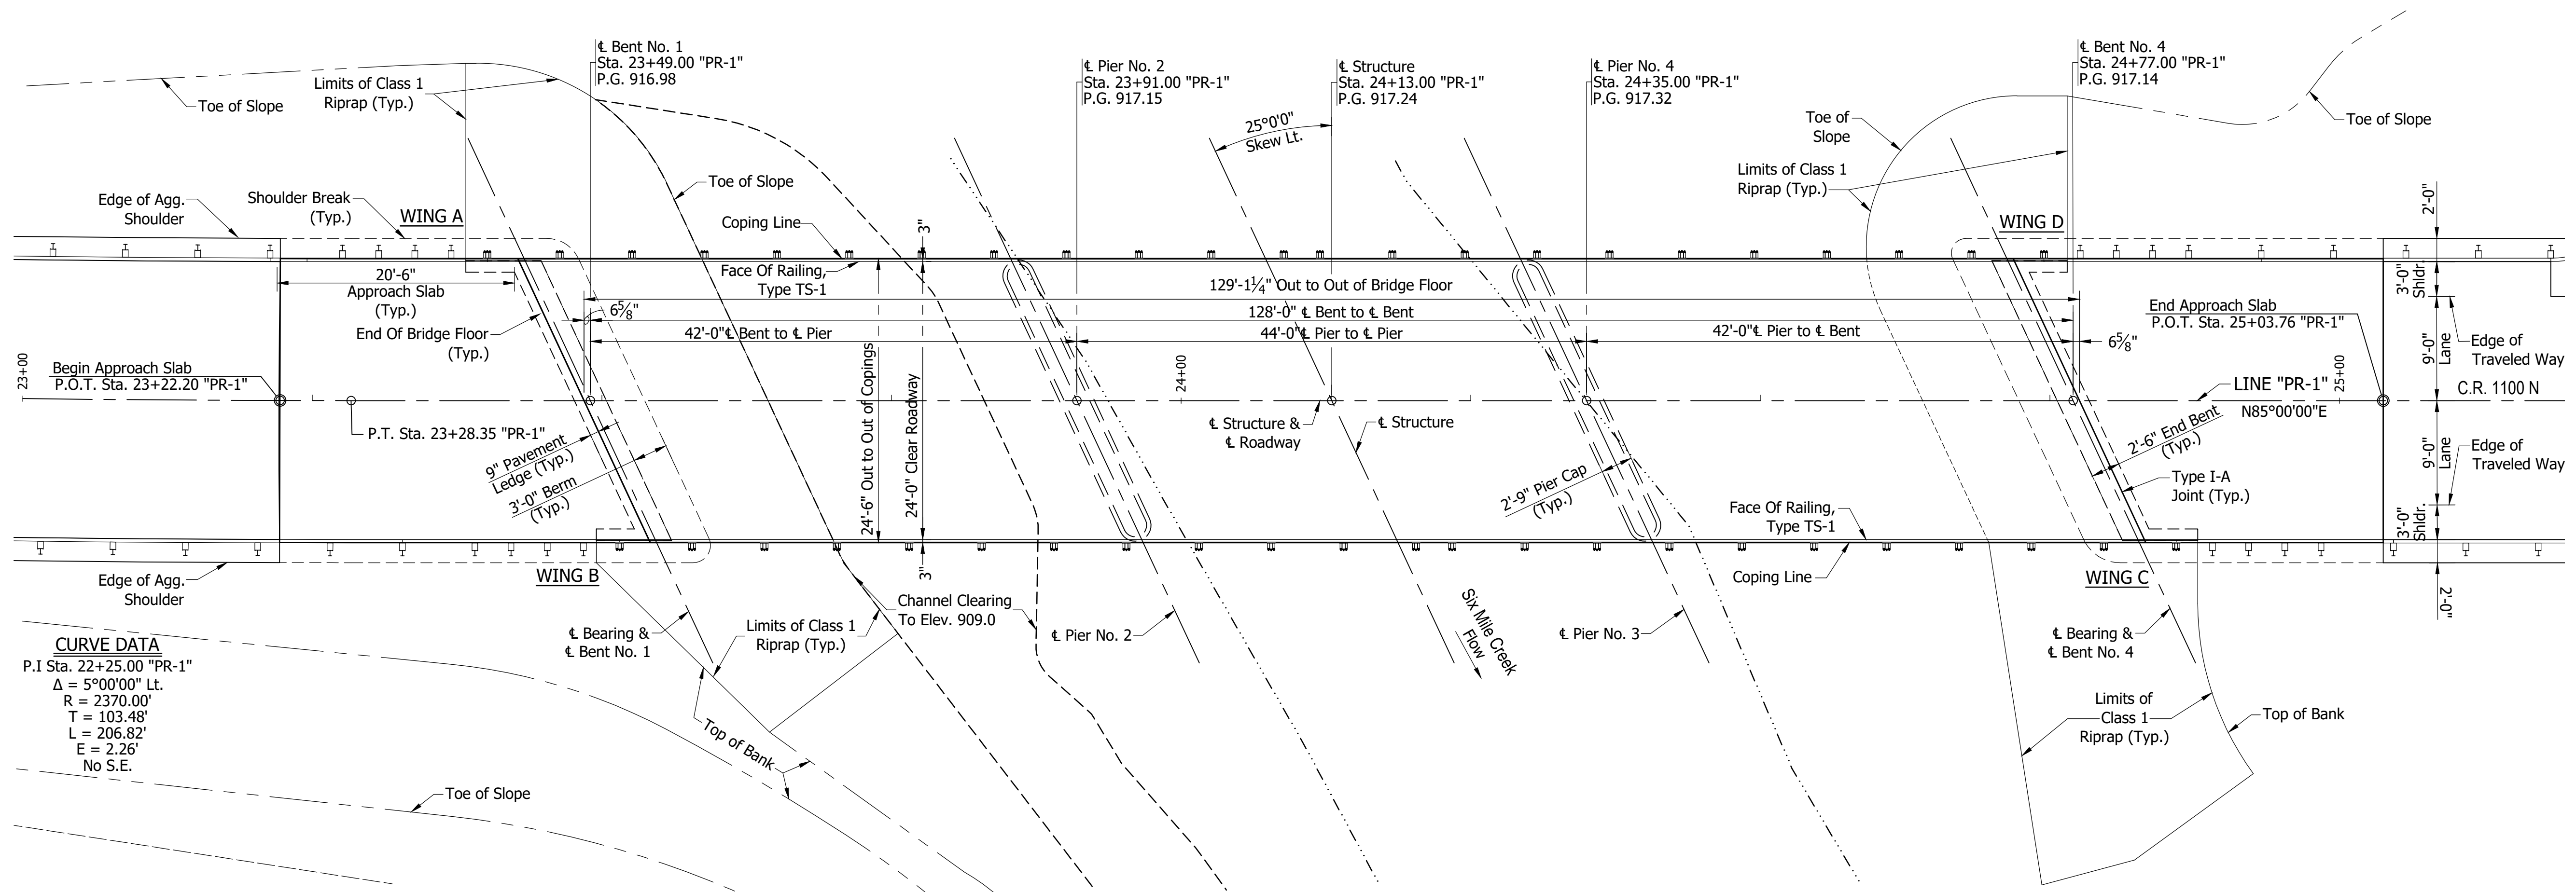 ℄ Bent No. 1
Sta. 23+49.00 "PR-1"
P.G. 916.98
℄ Pier No. 2
Sta. 23+91.00 "PR-1"
P.G. 917.15
℄ Structure
Sta. 24+13.00 "PR-1"
P.G. 917.24
℄ Pier No. 4
Sta. 24+35.00 "PR-1"
P.G. 917.32
℄ Bent No. 4
Sta. 24+77.00 "PR-1"
P.G. 917.14
Toe of Slope
Limits of Class 1
Riprap (Typ.)
25°0'0"
Skew Lt.
Toe of
Slope
Toe of Slope
Limits of Class 1
Riprap (Typ.)
Toe of Slope
Edge of Agg.
Shoulder
Shoulder Break
(Typ.)
WING A
Coping Line
3"
WING D
2'-0"
20'-6"
Approach Slab
(Typ.)
Face Of Railing,
Type TS-1
129'-1¼" Out to Out of Bridge Floor
6⅝"
128'-0" ℄ Bent to ℄ Bent
42'-0"℄ Bent to ℄ Pier
44'-0"℄ Pier to ℄ Pier
42'-0"℄ Pier to ℄ Bent
6⅝"
End Of Bridge Floor
(Typ.)
End Approach Slab
P.O.T. Sta. 25+03.76 "PR-1"
3'-0"
Shldr.
9'-0"
Lane
Edge of
Traveled Way
23+00
Begin Approach Slab
P.O.T. Sta. 23+22.20 "PR-1"
24+00
25+00
LINE "PR-1"
N85°00'00"E
C.R. 1100 N
P.T. Sta. 23+28.35 "PR-1"
9" Pavement
Ledge (Typ.)
3'-0" Berm
(Typ.)
24'-6" Out to Out of Copings
24'-0" Clear Roadway
℄ Structure &
℄ Roadway
℄ Structure
2'-9" Pier Cap
(Typ.)
2'-6" End Bent
(Typ.)
Type I-A
Joint (Typ.)
9'-0"
Lane
Edge of
Traveled Way
3'-0"
Shldr.
Face Of Railing,
Type TS-1
Edge of Agg.
Shoulder
WING B
3"
Coping Line
WING C
2'-0"
Channel Clearing
To Elev. 909.0
℄ Bearing &
℄ Bent No. 1
Limits of Class 1
Riprap (Typ.)
℄ Pier No. 2
Six Mile Creek
Flow
℄ Pier No. 3
℄ Bearing &
℄ Bent No. 4
CURVE DATA
P.I Sta. 22+25.00 "PR-1"
Δ = 5°00'00" Lt.
R = 2370.00'
T = 103.48'
L = 206.82'
E = 2.26'
No S.E.
Top of Bank
Toe of Slope
Limits of
Class 1
Riprap (Typ.)
Top of Bank